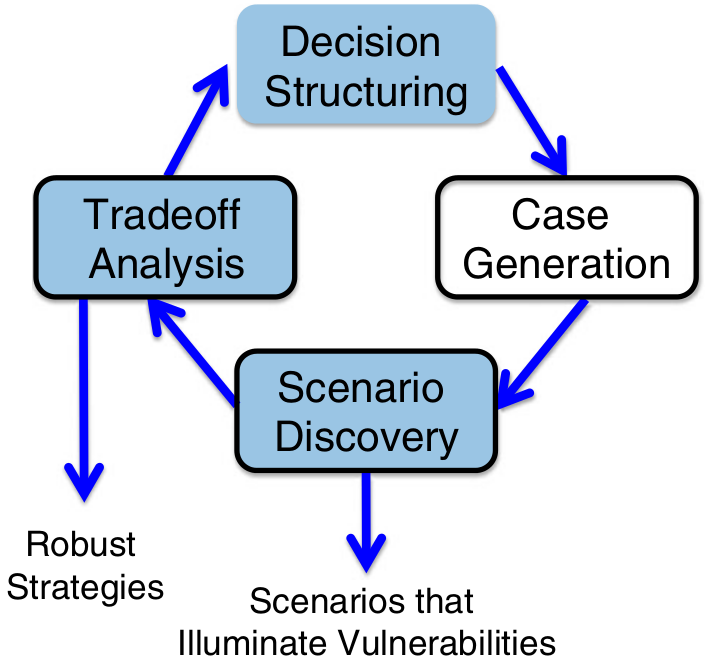 Decision
Structuring
Tradeoff
Analysis
Case
Generation
Scenario
Discovery
Robust
Strategies
Scenarios that
Illuminate Vulnerabilities